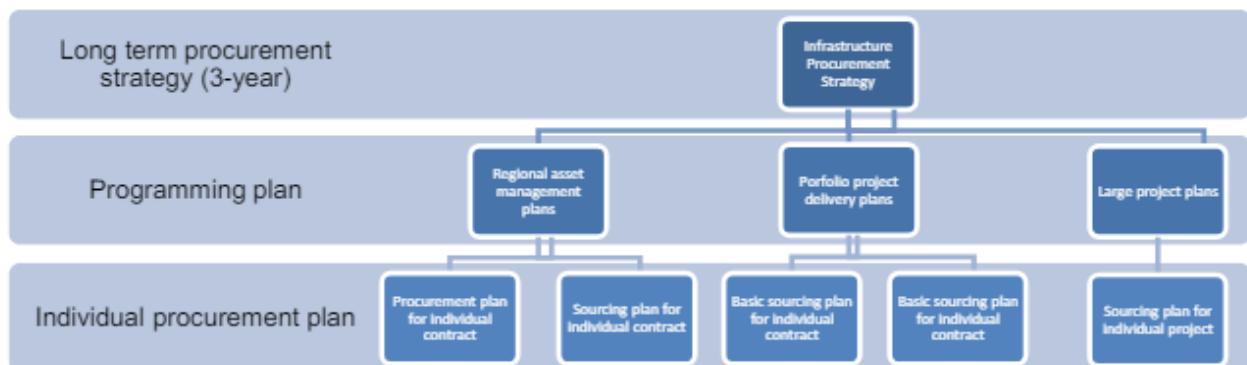 Long term procurement
strategy (3-year)
Infrastructure
Procurement
Strategy
Programming plan
Regional asset
management
plans
Porfolio project
delivery plans
Large project plans
Individual procurement plan
Procurement plan
for individual
contract
Sourcing plan for
individual contract
Basic sourcing plan
for individual
contract
Basic sourcing plan
for individual
contract
Sourcing plan for
individual project